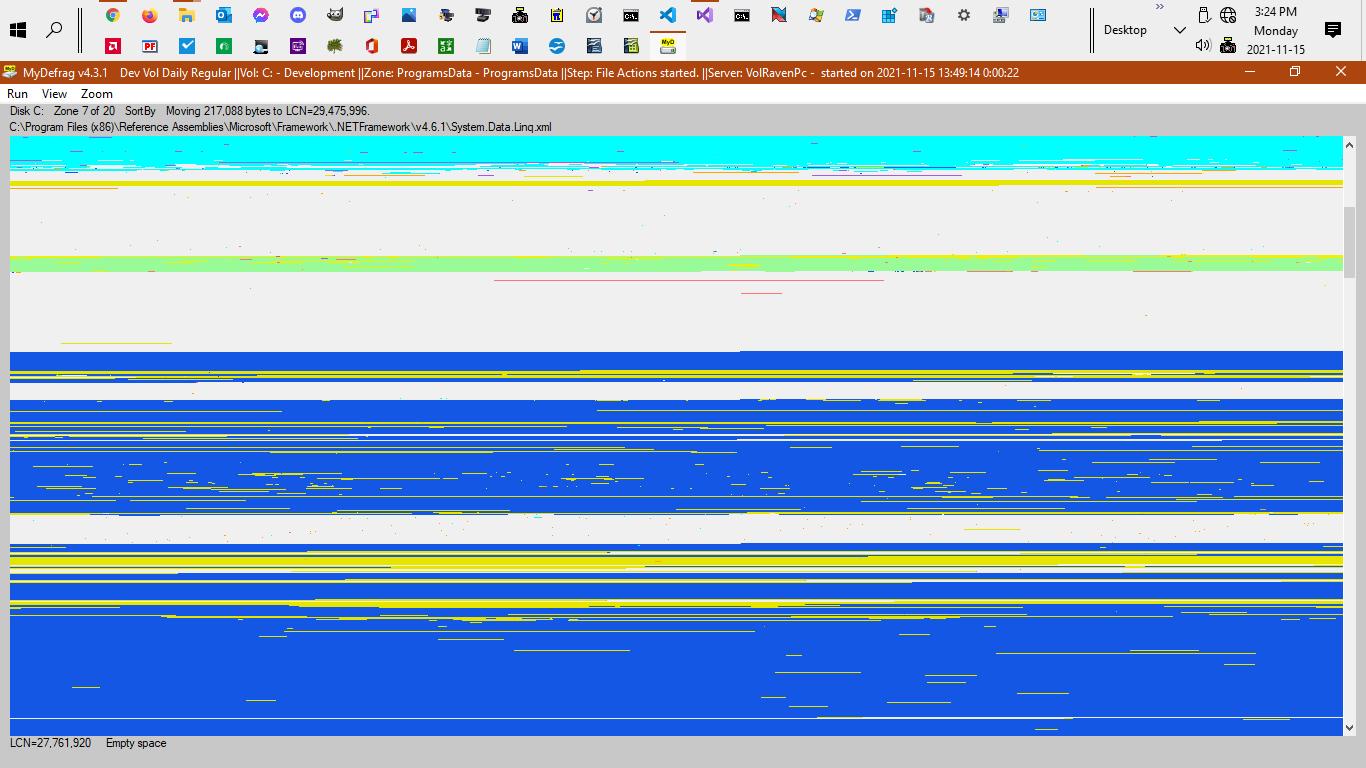 3:24 PM
Desktop
Monday
2021-11-15
MyDefrag v4.3.1 Dev Vol Daily Regular ||Vol: C: - Development ||Zone: ProgramsData - ProgramsData ||Step: File Actions started. ||Server: VolRavenPc - started on 2021-11-15 13:49:14 0:00:22
Run View Zoom
Disk C: Zone 7 of 20 SortBy Moving 217,088 bytes to LCN=29,475,996.
C:\Program Files (x86)\Reference Assemblies\Microsoft\Framework\.NETFramework\v4.6.1\System.Data.Linq.xml
LCN=27,761,920 Empty space